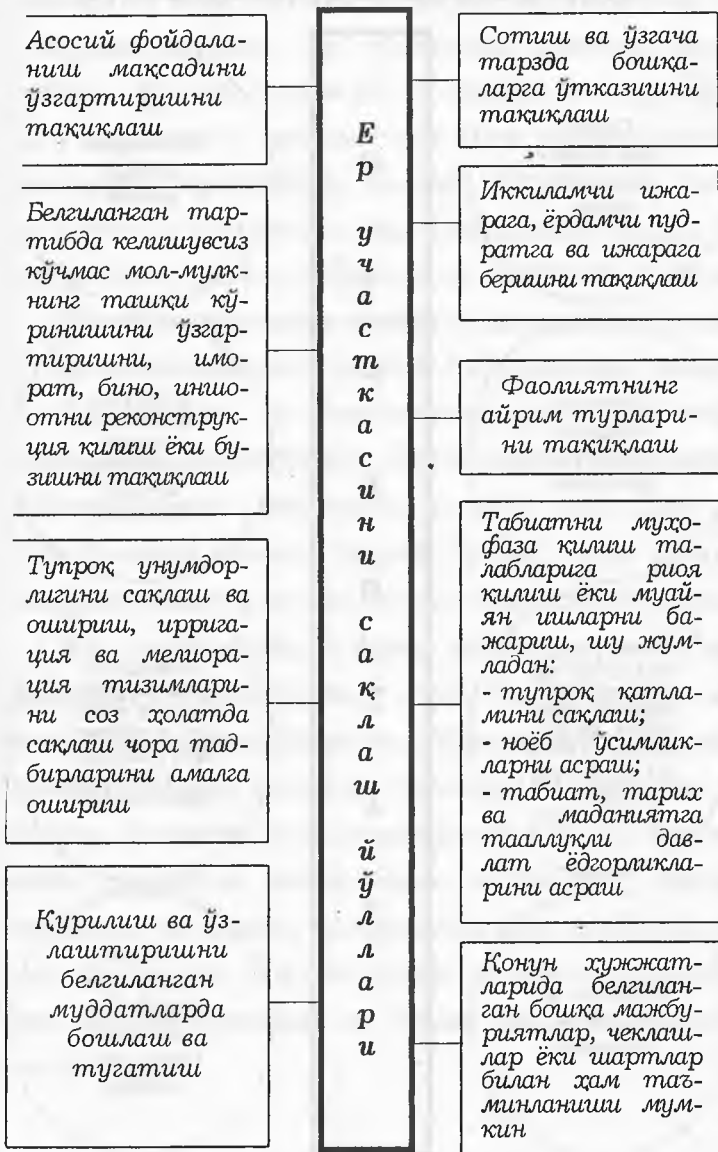 Асосий фойдала-
ниш мақсадини
ўзгартиришни
тақиқлаш
Белгиланган тар-
тибда келишувсиз
кўчмас мол-мулк-
нинг ташқи кў-
ринишини ўзгар-
тиришни, имо-
рат, бино, иншо-
отни реконструк-
ция қилиш ёки бу-
зишни тақиқлаш
Тупроқ унумдор-
лигини сақлаш ва
ошириш, иррига-
ция ва мелиора-
ция тизимлари-
ни соз ҳолатда
сақлаш чора тад-
бирларини амалга
ошириш
Қурилиш ва ўз-
лаштиришни
белгиланган
муддатларда
бошлаш ва
тугатиш
Ер участкасини сақлаш йўллари
Сотиш ва ўзгача
тарзда бошқа-
ларга ўтказишни
тақиқлаш
Иккиламчи ижа-
рага, ёрдамчи пуд-
ратга ва ижарага
беришни тақиқлаш
Фаолиятнинг
айрим турлари-
ни тақиқлаш
Табиатни муҳо-
фаза қилиш та-
лабларига риоя
қилиш ёки муай-
ян ишларни ба-
жариш, шу жум-
ладан:
- тупроқ қатла-
мини сақлаш;
- ноёб ўсимлик-
ларни асраш;
- табиат, тарих
ва маданиятга
тааллуқли дав-
лат ёдгорликла-
рини асраш
Қонун ҳужжат-
ларида белгилан-
ган бошқа мажбу-
риятлар, чеклаш-
лар ёки шартлар
билан ҳам таъ-
минланиши мум-
кин